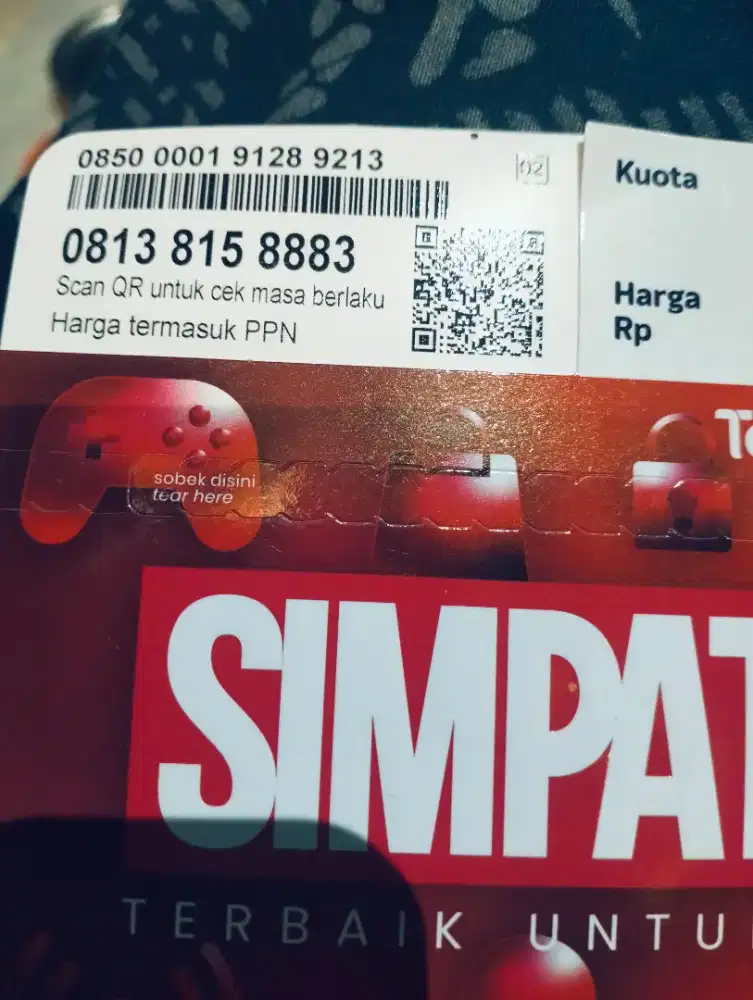 0850 0001 9128 9213
02
0813 815 8883
Scan QR untuk cek masa berlaku
Harga termasuk PPN
Kuota
Harga
Rp
sobek disini
tear here
SIMPAT
TERBAIK UNTU